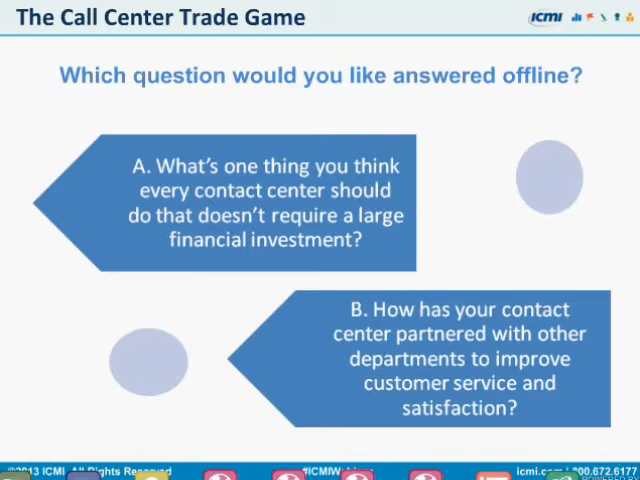 The Call Center Trade Game
ICMI
Which question would you like answered offline?
A. What's one thing you think
every contact center should
do that doesn't require a large
financial investment?
B. How has your contact
center partnered with other
departments to improve
customer service and
satisfaction?
©2013 ICMI. All Rights Reserved
icmi.com | 800.672.6177
POWERED BY